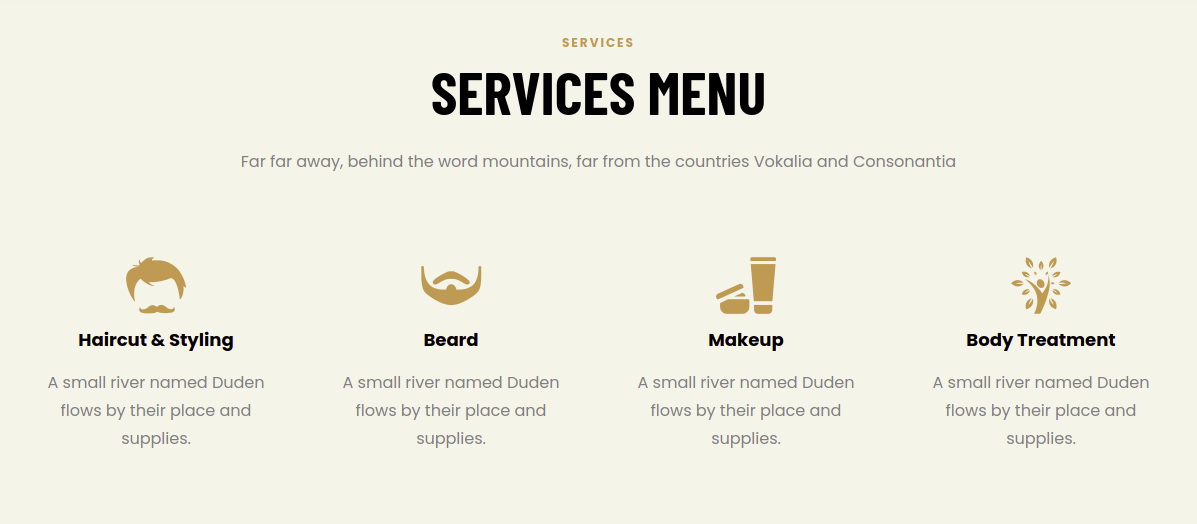 SERVICES
SERVICES MENU
Far far away, behind the word mountains, far from the countries Vokalia and Consonantia
Haircut & Styling
A small river named Duden
flows by their place and
supplies.
Beard
A small river named Duden
flows by their place and
supplies.
Makeup
A small river named Duden
flows by their place and
supplies.
Body Treatment
A small river named Duden
flows by their place and
supplies.